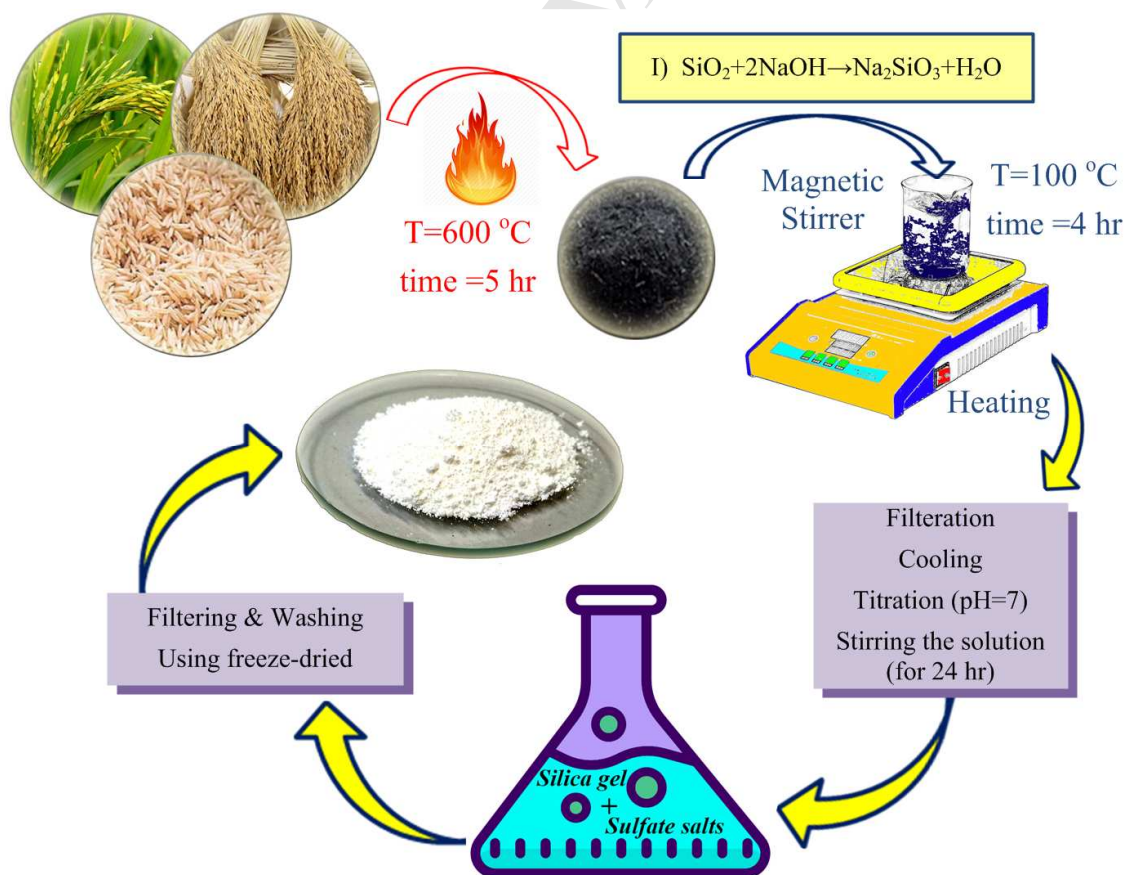 I) SiO₂+2NaOH→Na₂SiO₃+H₂O
T=600 °C
time =5 hr
Magnetic
Stirrer
T=100 °C
time =4 hr
Heating
Filteration
Cooling
Titration (pH=7)
Stirring the solution
(for 24 hr)
Silica gel
+
Sulfate salts
Filtering & Washing
Using freeze-dried